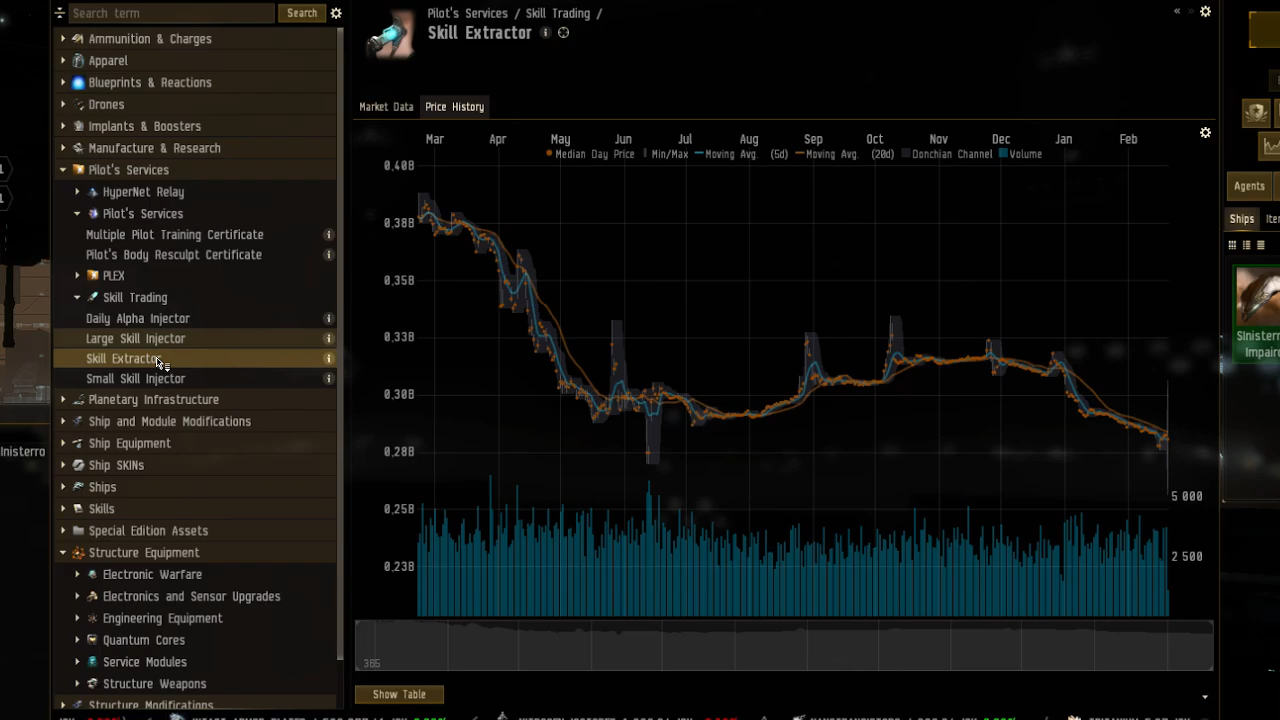 Search term
Search
Ammunition & Charges
Apparel
Blueprints & Reactions
Drones
Implants & Boosters
Manufacture & Research
Pilot's Services
HyperNet Relay
Pilot's Services
Multiple Pilot Training Certificate
Pilot's Body Resculpt Certificate
PLEX
Skill Trading
Daily Alpha Injector
Large Skill Injector
Skill Extractor
Small Skill Injector
Planetary Infrastructure
Ship and Module Modifications
Ship Equipment
Ship SKINs
Ships
Skills
Special Edition Assets
Structure Equipment
Electronic Warfare
Electronics and Sensor Upgrades
Engineering Equipment
Quantum Cores
Service Modules
Structure Weapons
Structure Modifications
Pilot's Services / Skill Trading /
Skill Extractor
Market Data
Price History
Mar Apr May Jun Jul Aug Sep Oct Nov Dec Jan Feb
Median Day Price Min/Max Moving Avg. (5d) Moving Avg. (20d) Donchian Channel Volume
0,40B
0,38B
0,35B
0,33B
0,30B
0,28B
0,25B
0,23B
5 000
2 500
365
Show Table
Agents
Ships
SInisterro
Impair
SInisterro
1
1